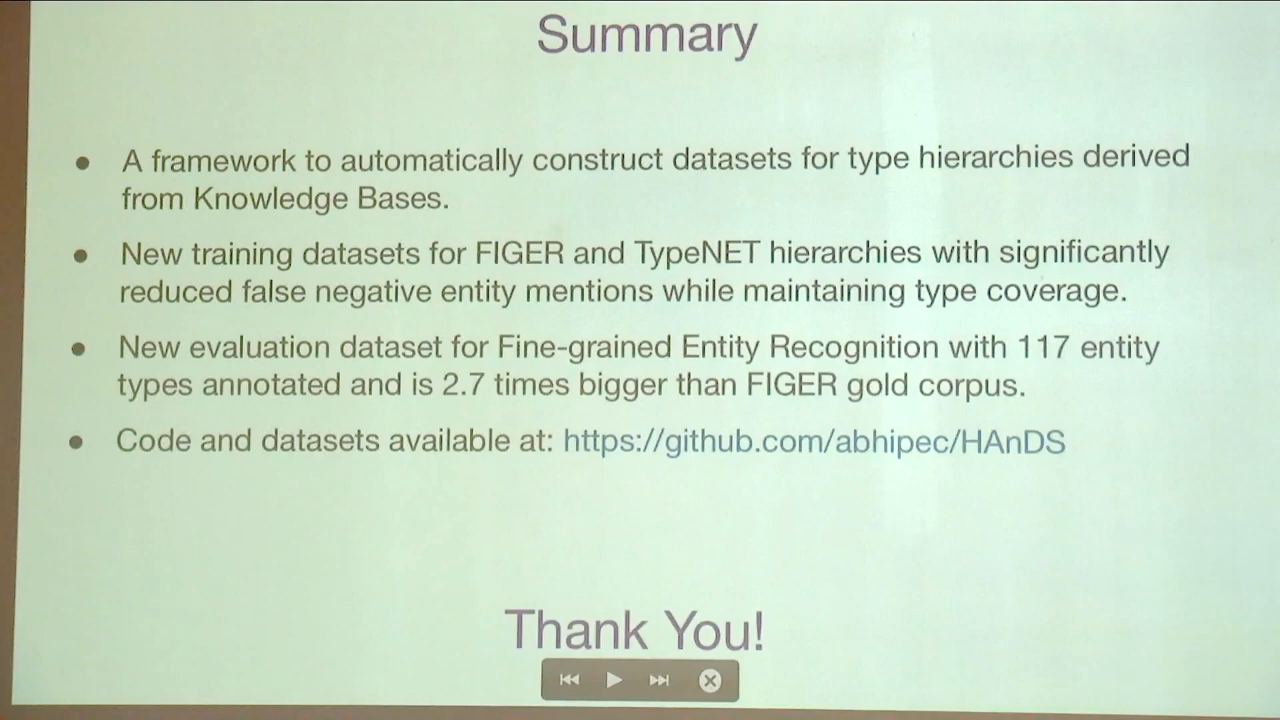 Summary
● A framework to automatically construct datasets for type hierarchies derived
from Knowledge Bases.
● New training datasets for FIGER and TypeNET hierarchies with significantly
reduced false negative entity mentions while maintaining type coverage.
● New evaluation dataset for Fine-grained Entity Recognition with 117 entity
types annotated and is 2.7 times bigger than FIGER gold corpus.
● Code and datasets available at: https://github.com/abhipec/HAnDS
Thank You!